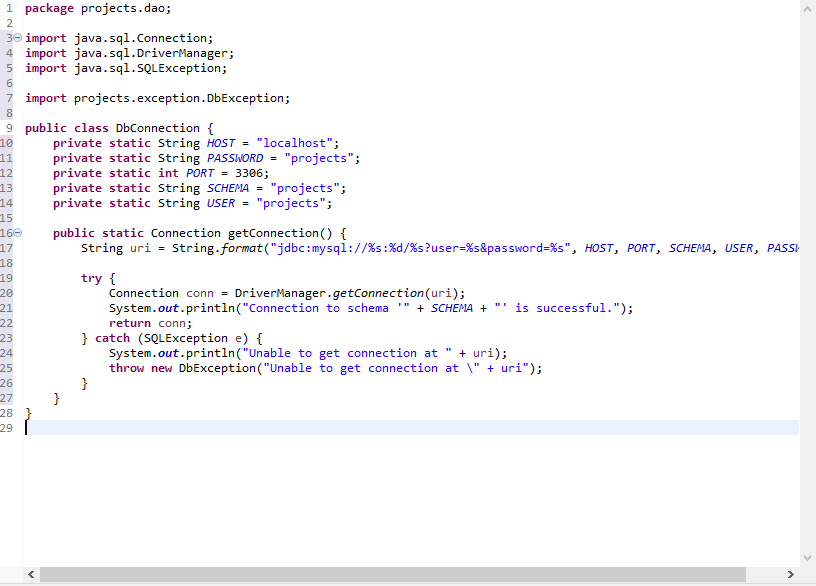 1 package projects.dao;
2
3 import java.sql.Connection;
4 import java.sql.DriverManager;
5 import java.sql.SQLException;
6
7 import projects.exception.DbException;
8
9 public class DbConnection {
10     private static String HOST = "localhost";
11     private static String PASSWORD = "projects";
12     private static int PORT = 3306;
13     private static String SCHEMA = "projects";
14     private static String USER = "projects";
15
16     public static Connection getConnection() {
17         String uri = String.format("jdbc:mysql://%s:%d/%s?user=%s&password=%s", HOST, PORT, SCHEMA, USER,
18
19         try {
20             Connection conn = DriverManager.getConnection(uri);
21             System.out.println("Connection to schema '" + SCHEMA + "' is successful.");
22             return conn;
23         } catch (SQLException e) {
24             System.out.println("Unable to get connection at " + uri);
25             throw new DbException("Unable to get connection at \" + uri");
26         }
27     }
28 }
29